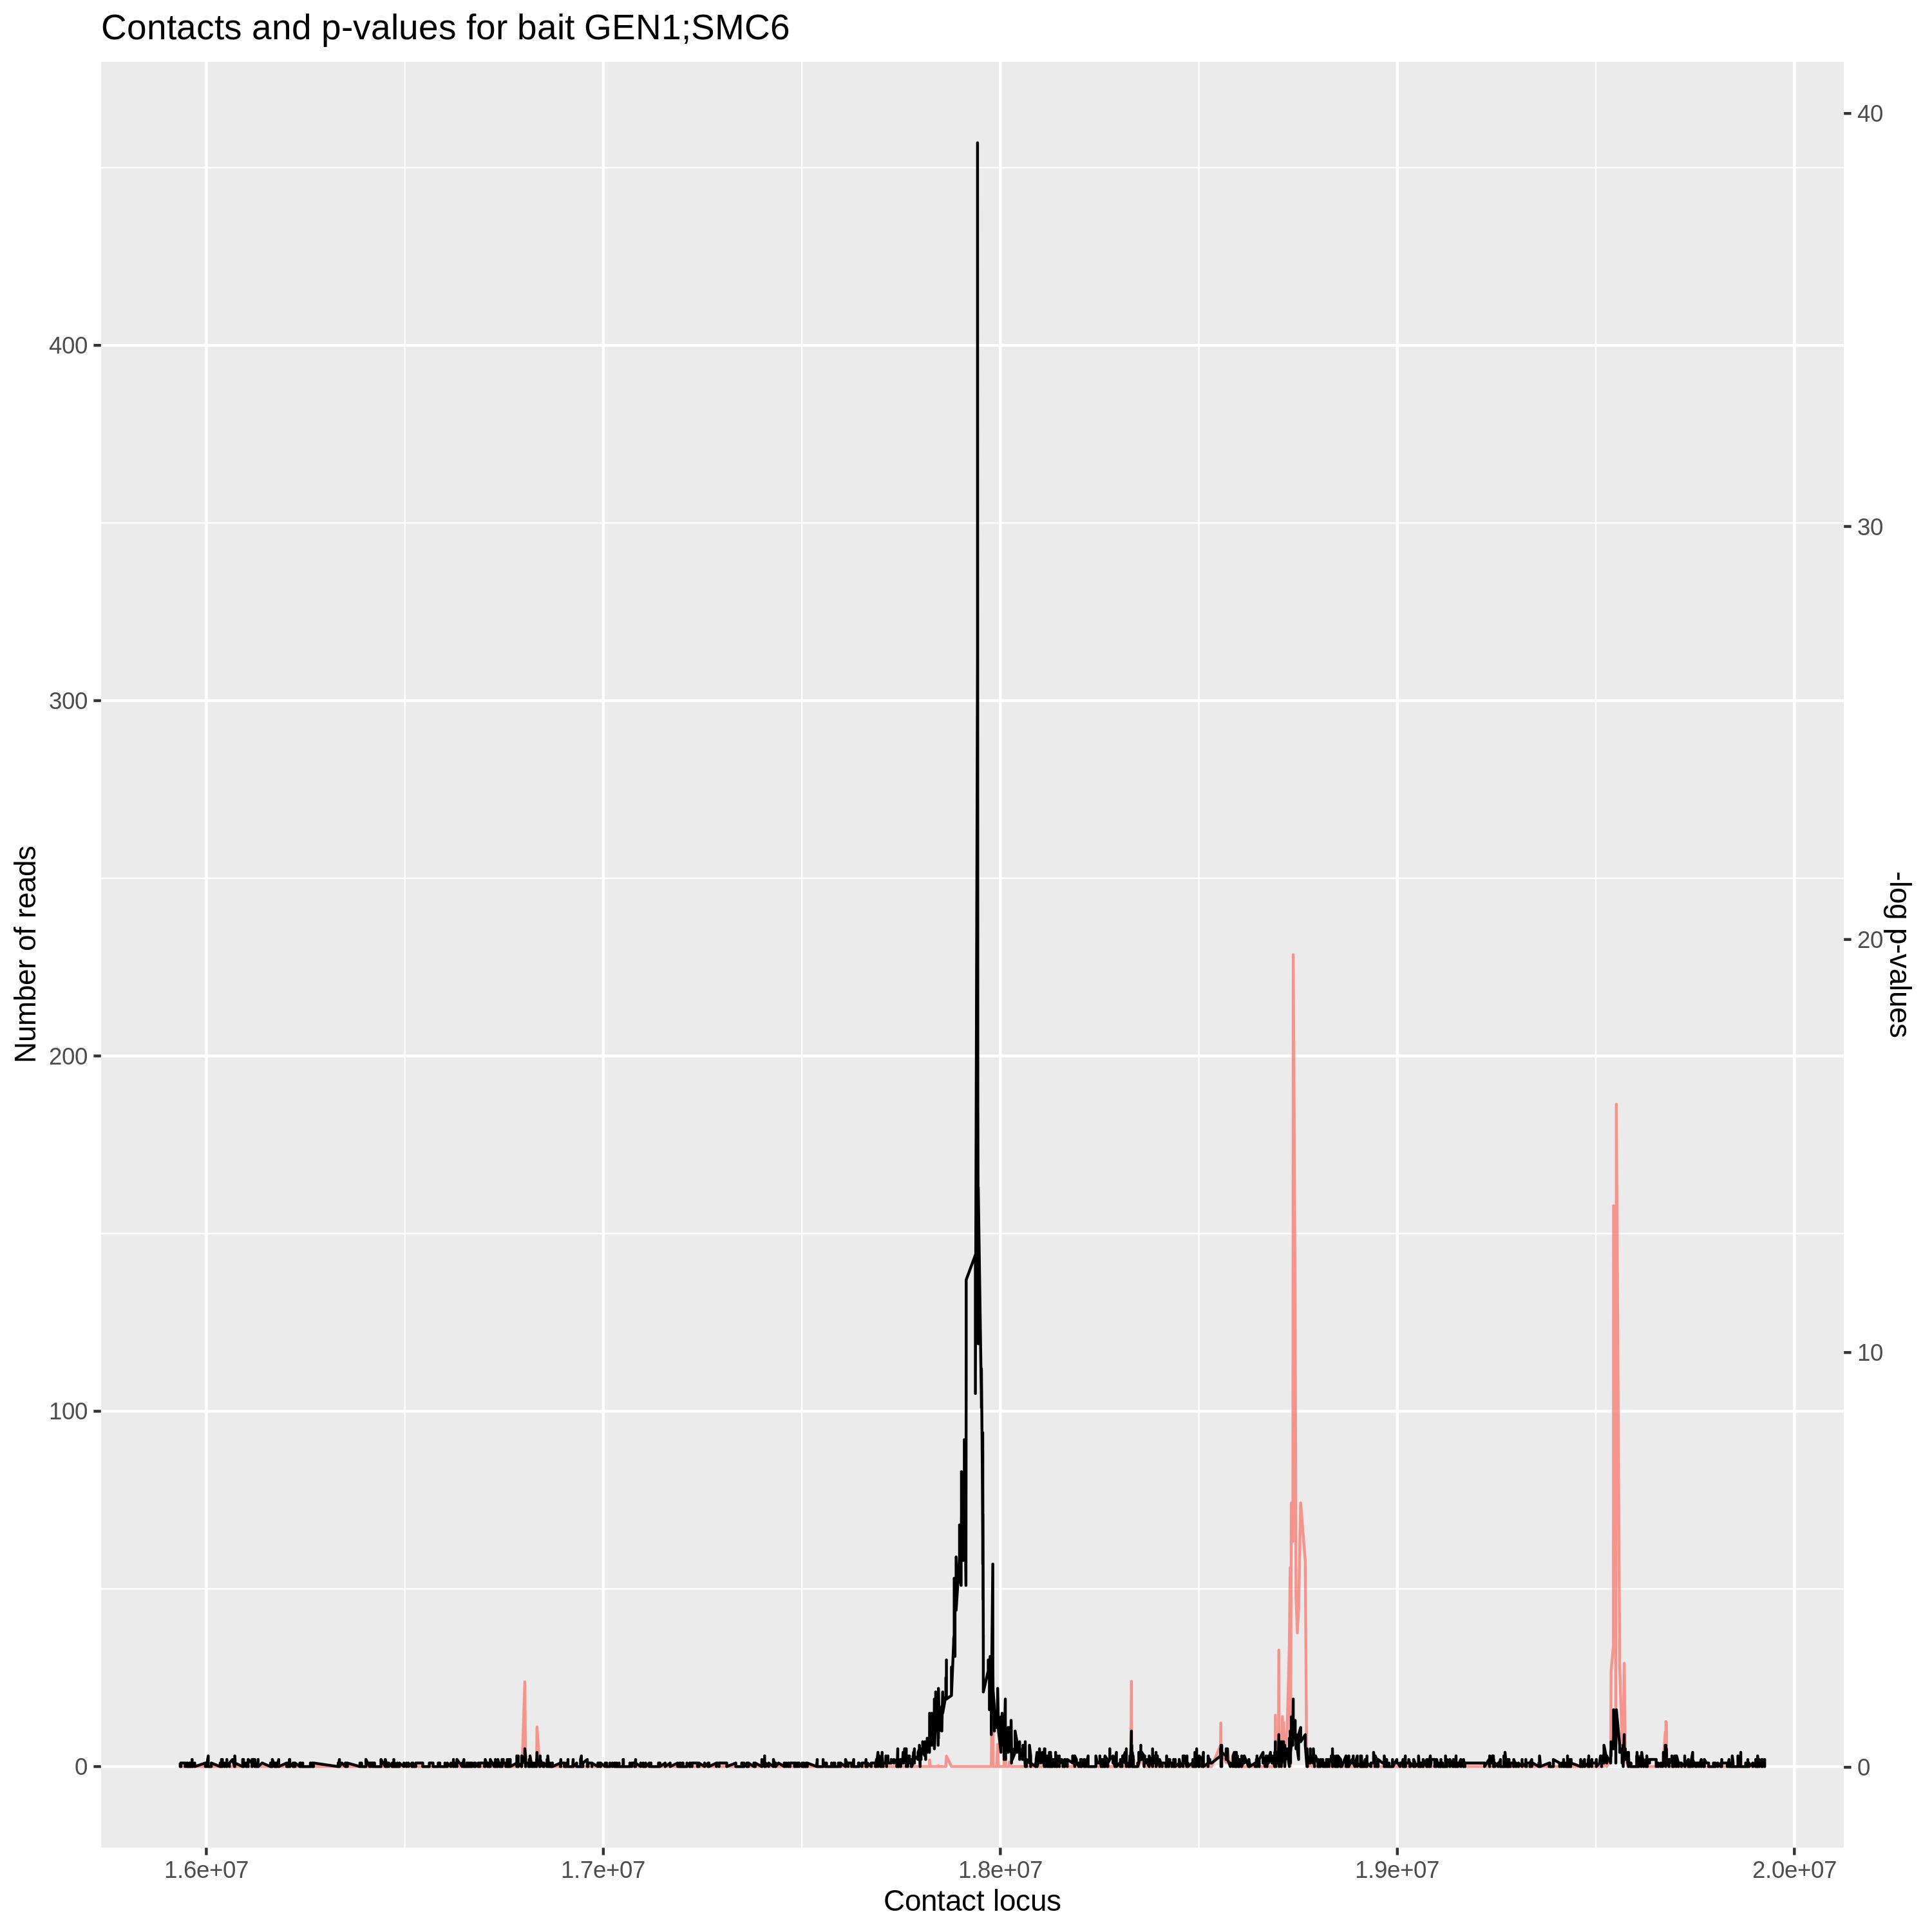 Contacts and p-values for bait GEN1;SMC6
40
400
30
300
Number of reads
20
-log p-values
200
10
100
0
0
1.6e+07
1.7e+07
1.8e+07
1.9e+07
2.0e+07
Contact locus